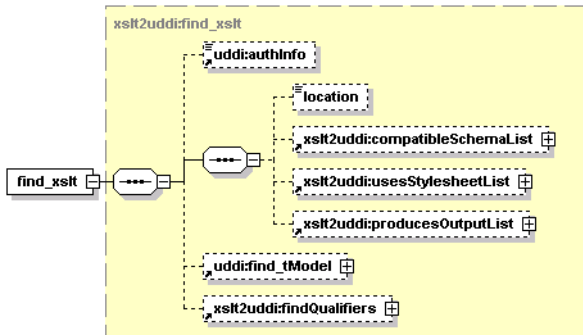 xslt2uddi:find_xslt
uddi:authInfo
location
xslt2uddi:compatibleSchemaList
find_xslt
xslt2uddi:usesStylesheetList
xslt2uddi:producesOutputList
uddi:find_tModel
xslt2uddi:findQualifiers